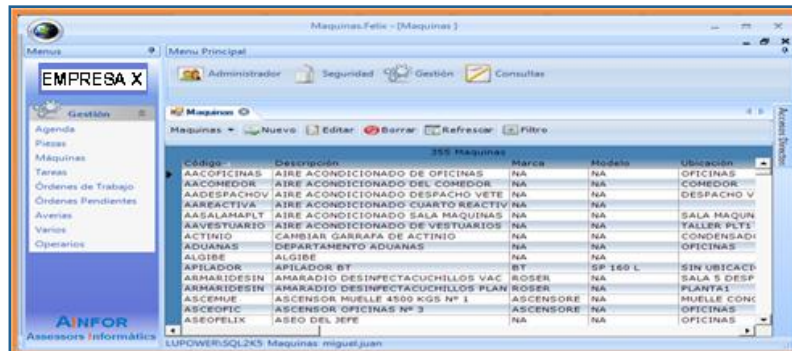 Maquinas.Felix - [Maquinas ]
Menus
Menu Principal
EMPRESA X
Administrador Seguridad Gestión Consultas
Gestión
Agenda
Piezas
Máquinas
Tareas
Órdenes de Trabajo
Órdenes Pendientes
Averias
Varios
Operarios
AINFOR
Assessors Informàtics
Maquinas
Accesos Directos
Maquinas Nuevo Editar Borrar Refrescar Filtro
355 Maquinas
Código Descripción Marca Modelo Ubicación
AACOFICINAS AIRE ACONDICIONADO DE OFICINAS NA NA OFICINAS
AACOMEDOR AIRE ACONDICIONADO DEL COMEDOR NA NA COMEDOR
AADESPACHOV AIRE ACONDICIONADO DESPACHO VETE NA NA DESPACHO V
AAREACTIVA AIRE ACONDICIONADO CUARTO REACTIV NA NA
AASALAMAPLT AIRE ACONDICIONADO SALA MAQUINAS NA NA SALA MAQUIN
AAVESTUARIO AIRE ACONDICIONADO DE VESTUARIOS NA NA TALLER PLT1
ACTINIO CAMBIAR GARRAFA DE ACTINIO NA NA CONDENSAD
ADUANAS DEPARTAMENTO ADUANAS NA NA OFICINAS
ALGIBE ALGIBE NA NA
APILADOR APILADOR BT BT SP 160 L SIN UBICACI
ARMARIDESIN AMARADIO DESINFECTACUCHILLOS VAC ROSER NA SALA 5 DESP
ARMARIDESIN AMARADIO DESINFECTACUCHILLOS PLAN ROSER NA PLANTA1
ASCEMUE ASCENSOR MUELLE 4500 KGS Nº 1 ASCENSORE NA MUELLE CONG
ASCEOFIC ASCENSOR OFICINAS Nº 3 ASCENSORE NA OFICINAS
ASEOFELIX ASEO DEL JEFE NA NA OFICINAS
LUPOWER\SQL2K5 Maquinas miguel.juan